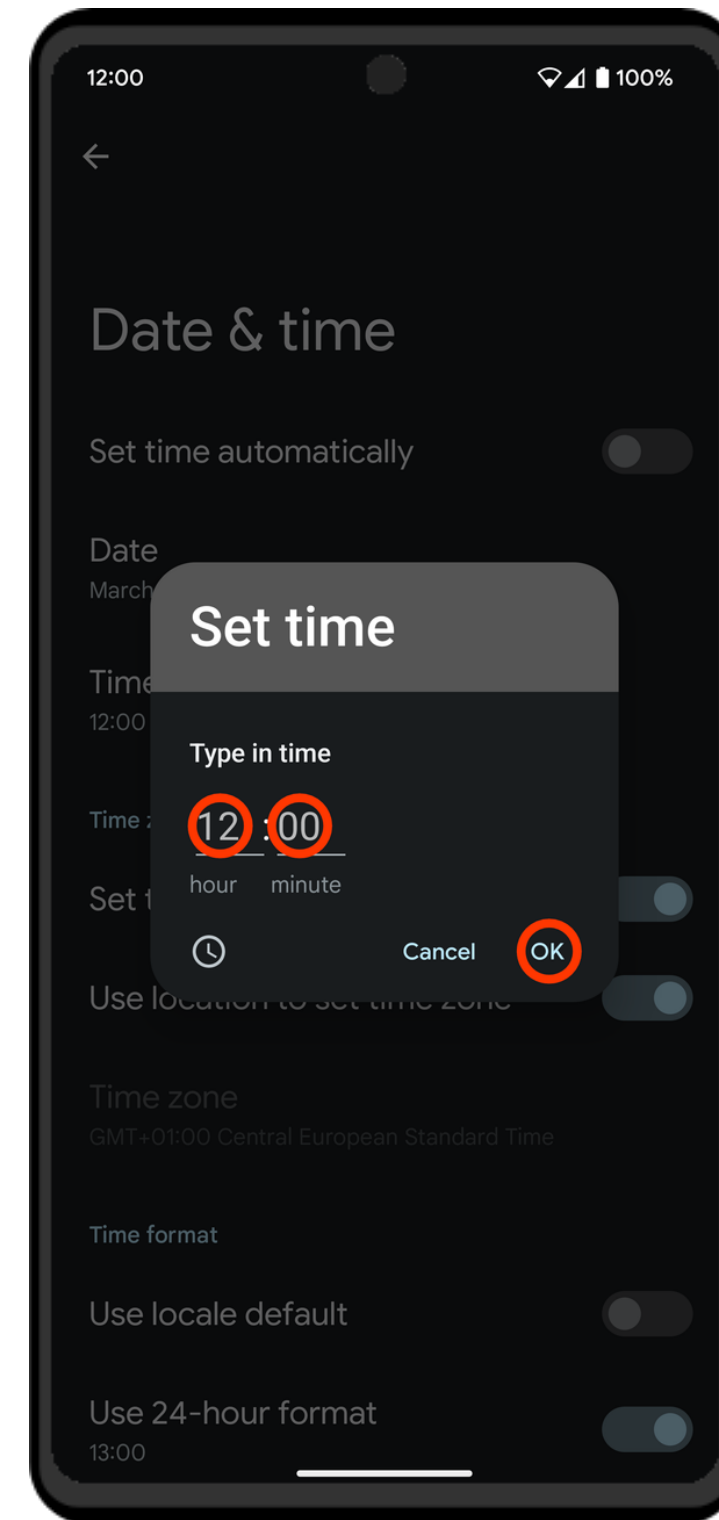 12:00 100%
Date & time
Set time automatically
Date
March
Set time
Time
12:00
Type in time
Time
12:00
hour minute
Set
Cancel OK
Use location to set time zone
Time zone
GMT+01:00 Central European Standard Time
Time format
Use locale default
Use 24-hour format
13:00